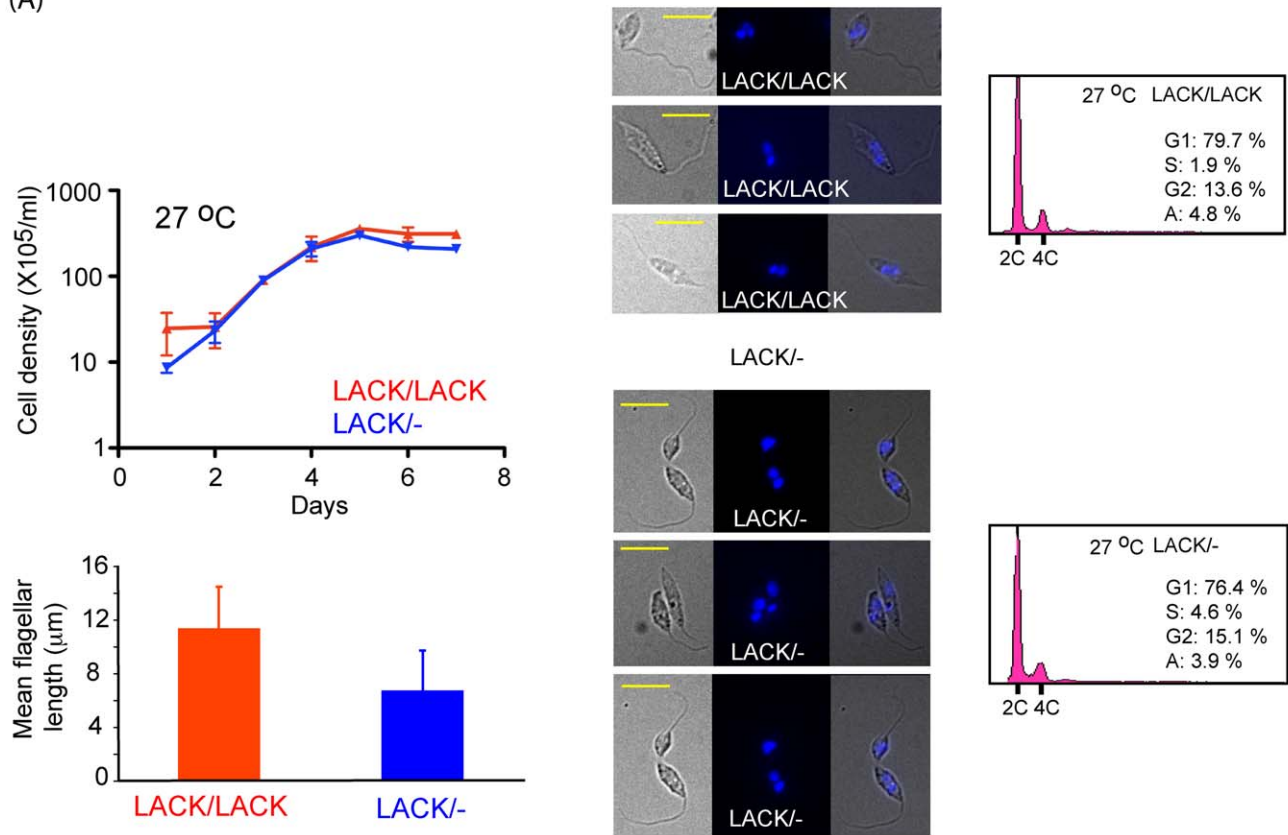 (A)
1000
100
10
1
Cell density (X105/ml)
27 ºC
LACK/LACK
LACK/-
0
2
4
6
8
Days
16
12
8
4
0
Mean flagellar
length (μm)
LACK/LACK
LACK/-
LACK/LACK
LACK/LACK
LACK/LACK
LACK/-
LACK/-
LACK/-
LACK/-
27 ºC LACK/LACK
G1: 79.7 %
S: 1.9 %
G2: 13.6 %
A: 4.8 %
2C 4C
27 ºC LACK/-
G1: 76.4 %
S: 4.6 %
G2: 15.1 %
A: 3.9 %
2C 4C